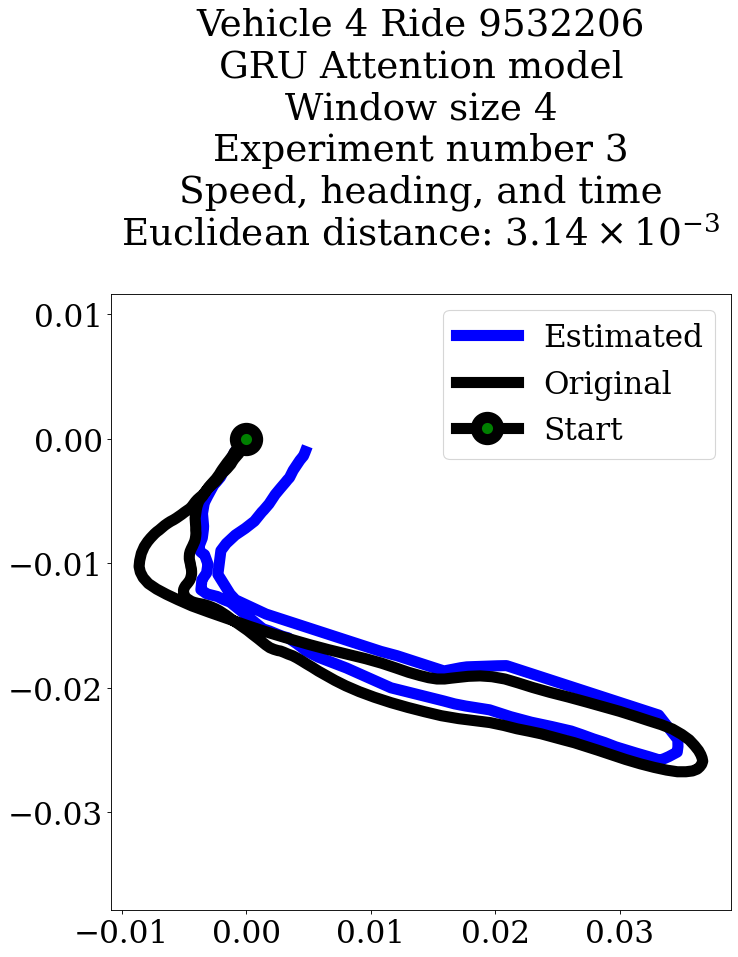 Vehicle 4 Ride 9532206
GRU Attention model
Window size 4
Experiment number 3
Speed, heading, and time
Euclidean distance: 3.14 × 10⁻³
Estimated
Original
Start
0.01
0.00
−0.01
−0.02
−0.03
−0.01 0.00 0.01 0.02 0.03